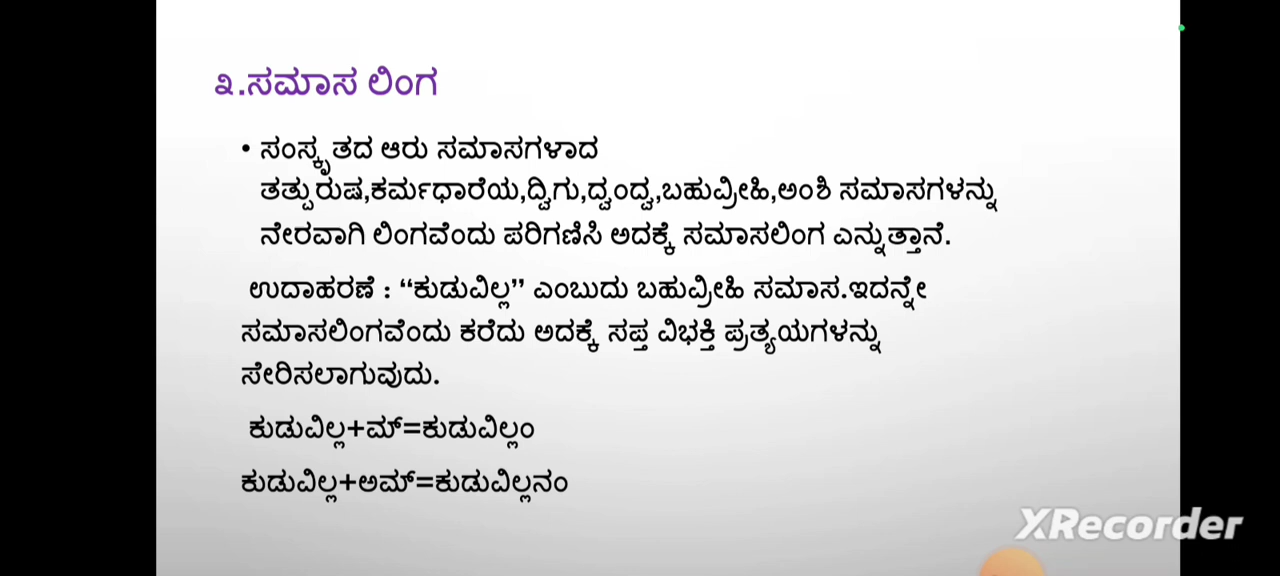 ೩.ಸಮಾಸ ಲಿಂಗ
• ಸಂಸ್ಕೃತದ ಆರು ಸಮಾಸಗಳಾದ
ತತ್ಪುರುಷ,ಕರ್ಮಧಾರೆಯ,ದ್ವಿಗು,ದ್ವಂದ್ವ,ಬಹುವ್ರೀಹಿ,ಅಂಶಿ ಸಮಾಸಗಳನ್ನು
ನೇರವಾಗಿ ಲಿಂಗವೆಂದು ಪರಿಗಣಿಸಿ ಅದಕ್ಕೆ ಸಮಾಸಲಿಂಗ ಎನ್ನುತ್ತಾನೆ.
ಉದಾಹರಣೆ : “ಕುಡುವಿಲ್ಲ” ಎಂಬುದು ಬಹುವ್ರೀಹಿ ಸಮಾಸ.ಇದನ್ನೇ
ಸಮಾಸಲಿಂಗವೆಂದು ಕರೆದು ಅದಕ್ಕೆ ಸಪ್ತ ವಿಭಕ್ತಿ ಪ್ರತ್ಯಯಗಳನ್ನು
ಸೇರಿಸಲಾಗುವುದು.
ಕುಡುವಿಲ್ಲ+ಮ್=ಕುಡುವಿಲ್ಲಂ
ಕುಡುವಿಲ್ಲ+ಅಮ್=ಕುಡುವಿಲ್ಲನಂ
XRecorder